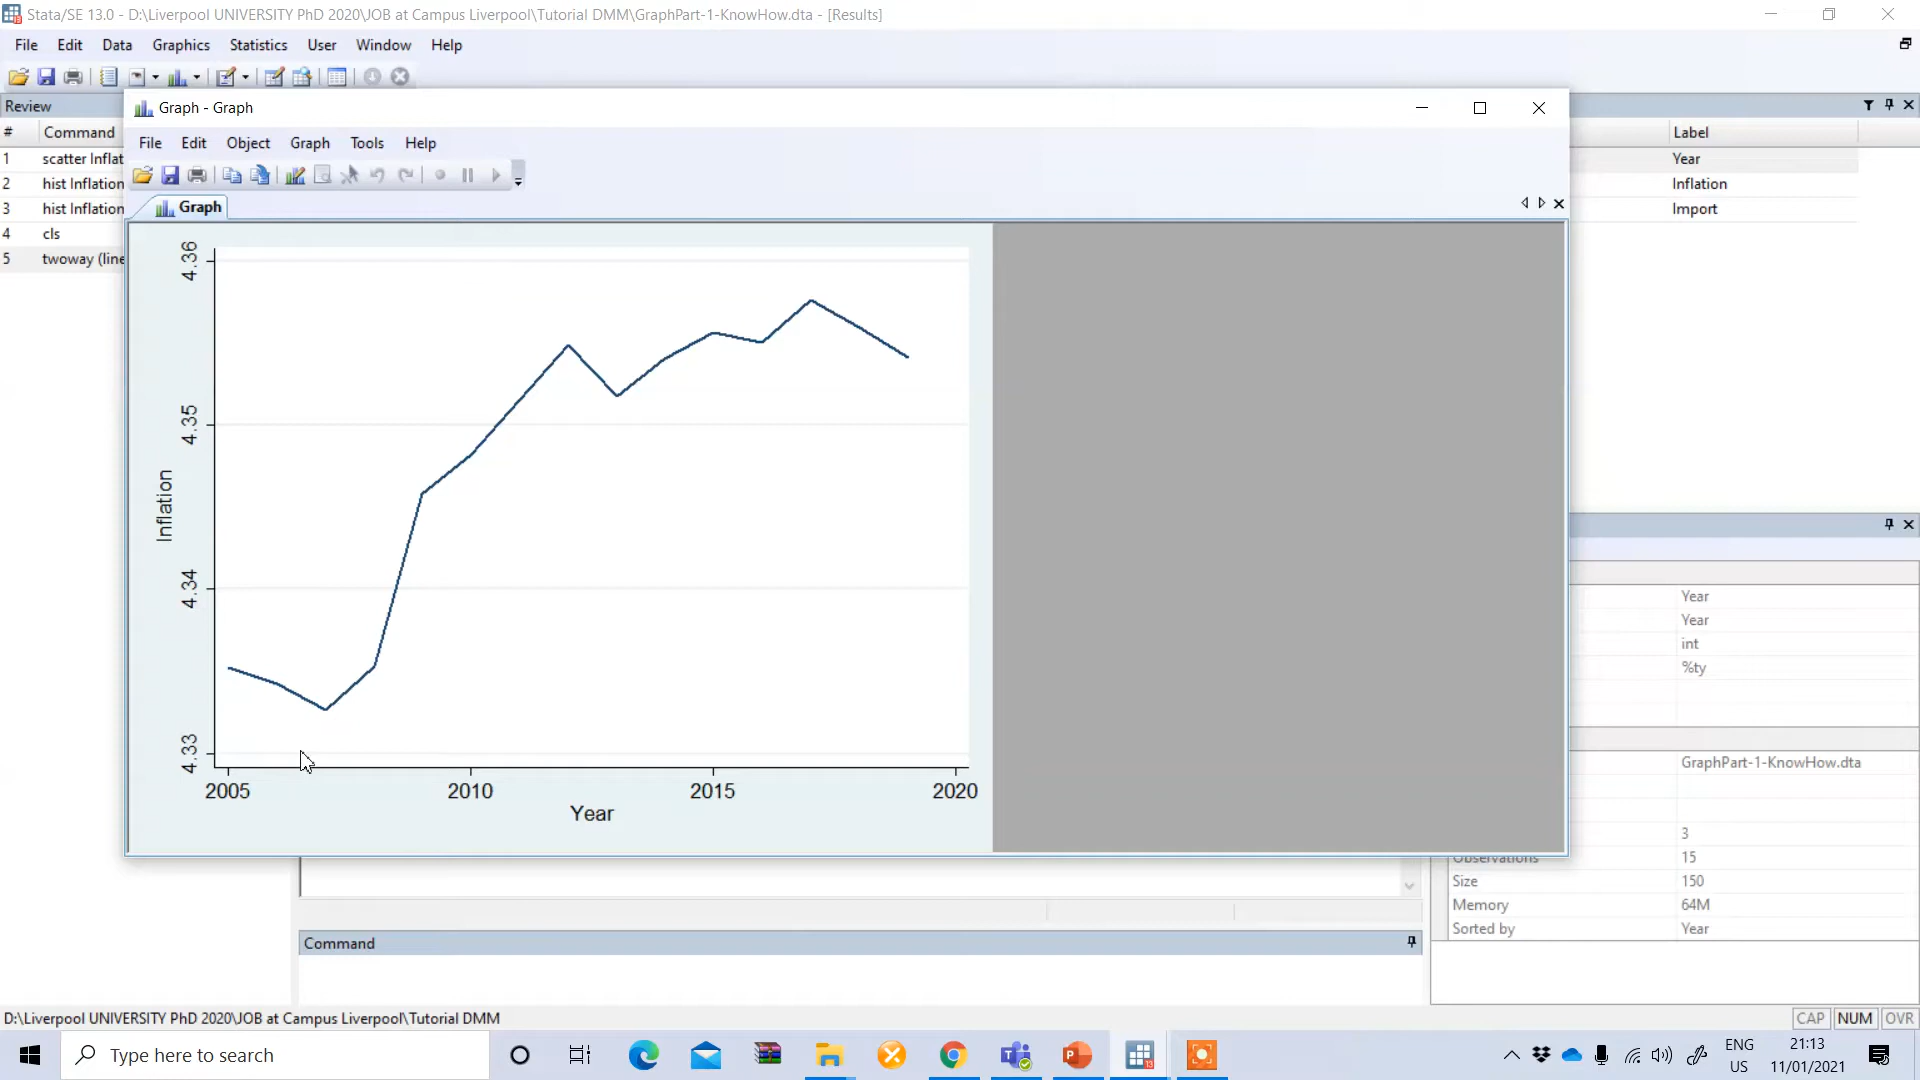 Stata/SE 13.0 - D:\Liverpool UNIVERSITY PhD 2020\JOB at Campus Liverpool\Tutorial DMM\GraphPart-1-KnowHow.dta - [Results]
File Edit Data Graphics Statistics User Window Help
Review
# Command Label
1 scatter Inflat Year
2 hist Inflation Inflation
3 hist Inflation Import
4 cls
5 twoway (line
Graph - Graph
File Edit Object Graph Tools Help
Graph
4.36
4.35
4.34
4.33
Inflation
2005 2010 2015 2020
Year
Year
Year
int
%ty
GraphPart-1-KnowHow.dta
3
Observations 15
Size 150
Memory 64M
Sorted by Year
Command
D:\Liverpool UNIVERSITY PhD 2020\JOB at Campus Liverpool\Tutorial DMM
CAP NUM OVR
Type here to search
ENG
US
21:13
11/01/2021